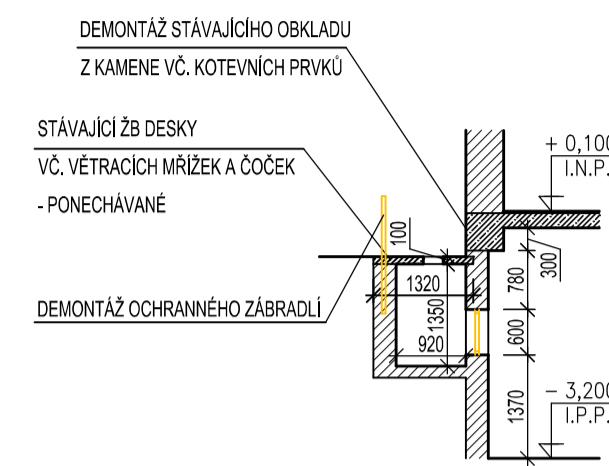 DEMONTÁŽ STÁVAJÍCÍHO OBKLADU
Z KAMENE VČ. KOTEVNÍCH PRVKŮ
STÁVAJÍCÍ ŽB DESKY
VČ. VĚTRACÍCH MŘÍŽEK A ČOČEK
- PONECHÁVANÉ
DEMONTÁŽ OCHRANNÉHO ZÁBRADLÍ
+ 0,100
I.N.P.
100
300
780
1320
1350
600
920
1370
- 3,200
I.P.P.